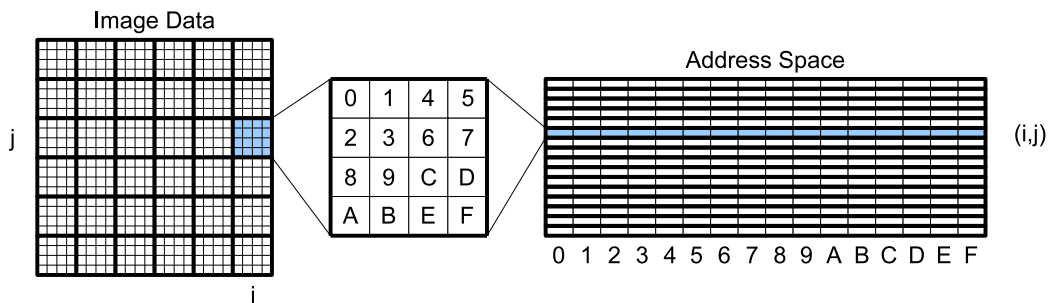 Image Data
Address Space
j
0 1 4 5
2 3 6 7
8 9 C D
A B E F
(i,j)
0 1 2 3 4 5 6 7 8 9 A B C D E F
i